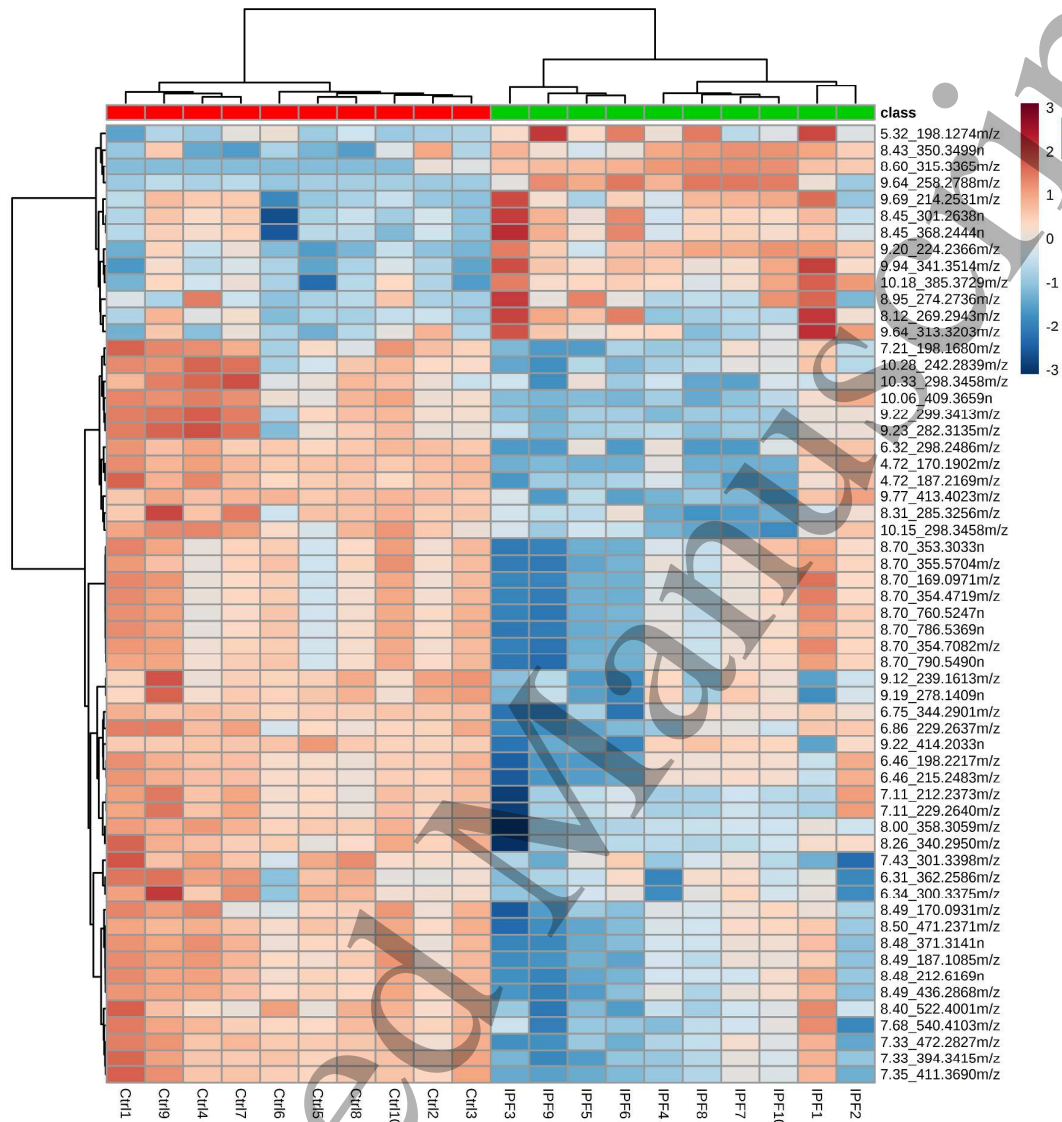 class
3
2
1
0
-1
-2
-3
5.32_198.1274m/z
8.43_350.3499n
8.60_315.3365m/z
9.64_258.2788m/z
9.69_214.2531m/z
8.45_301.2638n
8.45_368.2444n
9.20_224.2366m/z
9.94_341.3514m/z
10.18_385.3729m/z
8.95_274.2736m/z
8.12_269.2943m/z
9.64_313.3203m/z
7.21_198.1680m/z
10.28_242.2839m/z
10.33_298.3458m/z
10.06_409.3659n
9.22_299.3413m/z
9.23_282.3135m/z
6.32_298.2486m/z
4.72_170.1902m/z
4.72_187.2169m/z
9.77_413.4023m/z
8.31_285.3256m/z
10.15_298.3458m/z
8.70_353.3033n
8.70_355.5704m/z
8.70_169.0971m/z
8.70_354.4719m/z
8.70_760.5247n
8.70_786.5369n
8.70_354.7082m/z
8.70_790.5490n
9.12_239.1613m/z
9.19_278.1409n
6.75_344.2901m/z
6.86_229.2637m/z
9.22_414.2033n
6.46_198.2217m/z
6.46_215.2483m/z
7.11_212.2373m/z
7.11_229.2640m/z
8.00_358.3059m/z
8.26_340.2950m/z
7.43_301.3398m/z
6.31_362.2586m/z
6.34_300.3375m/z
8.49_170.0931m/z
8.50_471.2371m/z
8.48_371.3141n
8.49_187.1085m/z
8.48_212.6169n
8.49_436.2868m/z
8.40_522.4001m/z
7.68_540.4103m/z
7.33_472.2827m/z
7.33_394.3415m/z
7.35_411.3690m/z
Ctrl1
Ctrl9
Ctrl4
Ctrl7
Ctrl6
Ctrl5
Ctrl8
Ctrl10
Ctrl2
Ctrl3
IPF3
IPF9
IPF5
IPF6
IPF4
IPF8
IPF7
IPF10
IPF1
IPF2
ed Manuscrip